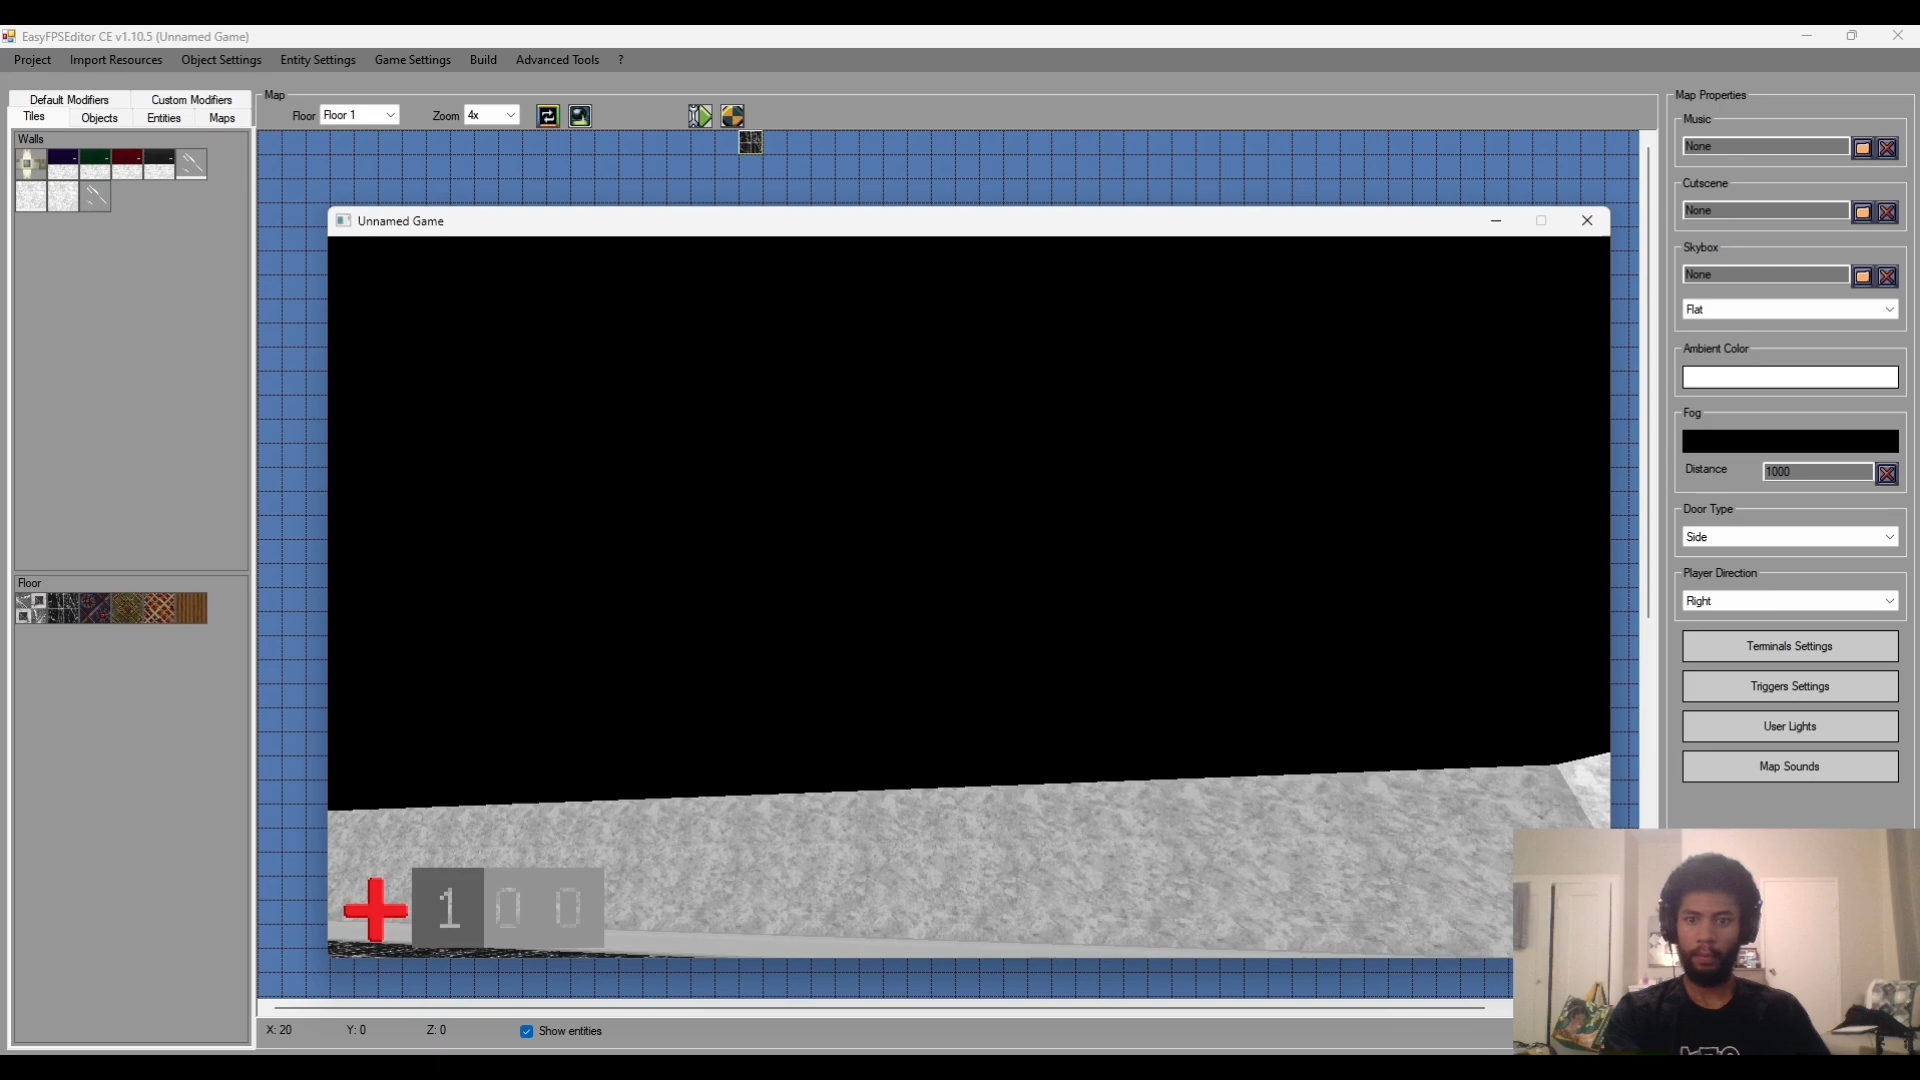 EasyFPSEditor CE v1.10.5 (Unnamed Game)
Project Import Resources Object Settings Entity Settings Game Settings Build Advanced Tools ?
Default Modifiers Custom Modifiers
Tiles Objects Entities Maps
Walls
Floor
Map
Floor Floor 1 Zoom 4x
Unnamed Game
1 0 0
X: 20 Y: 0 Z: 0 Show entities
Map Properties
Music
None
Cutscene
None
Skybox
None
Flat
Ambient Color
Fog
Distance 1000
Door Type
Side
Player Direction
Right
Terminals Settings
Triggers Settings
User Lights
Map Sounds